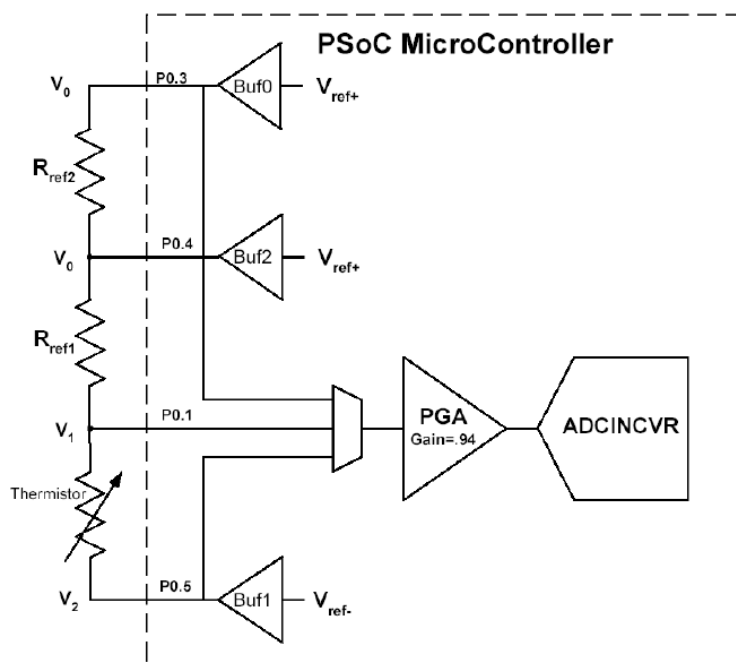 PSoC MicroController
V0
P0.3
Buf0
Vref+
Rref2
V0
P0.4
Buf2
Vref+
Rref1
V1
P0.1
PGA
Gain=.94
ADCINCVR
Thermistor
V2
P0.5
Buf1
Vref-